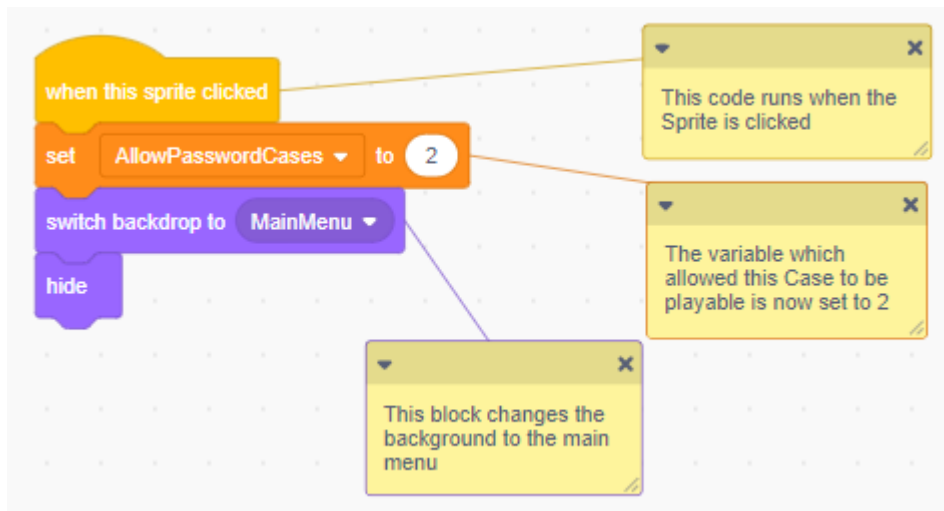 when this sprite clicked
set AllowPasswordCases to 2
switch backdrop to MainMenu
hide
This code runs when the
Sprite is clicked
The variable which
allowed this Case to be
playable is now set to 2
This block changes the
background to the main
menu